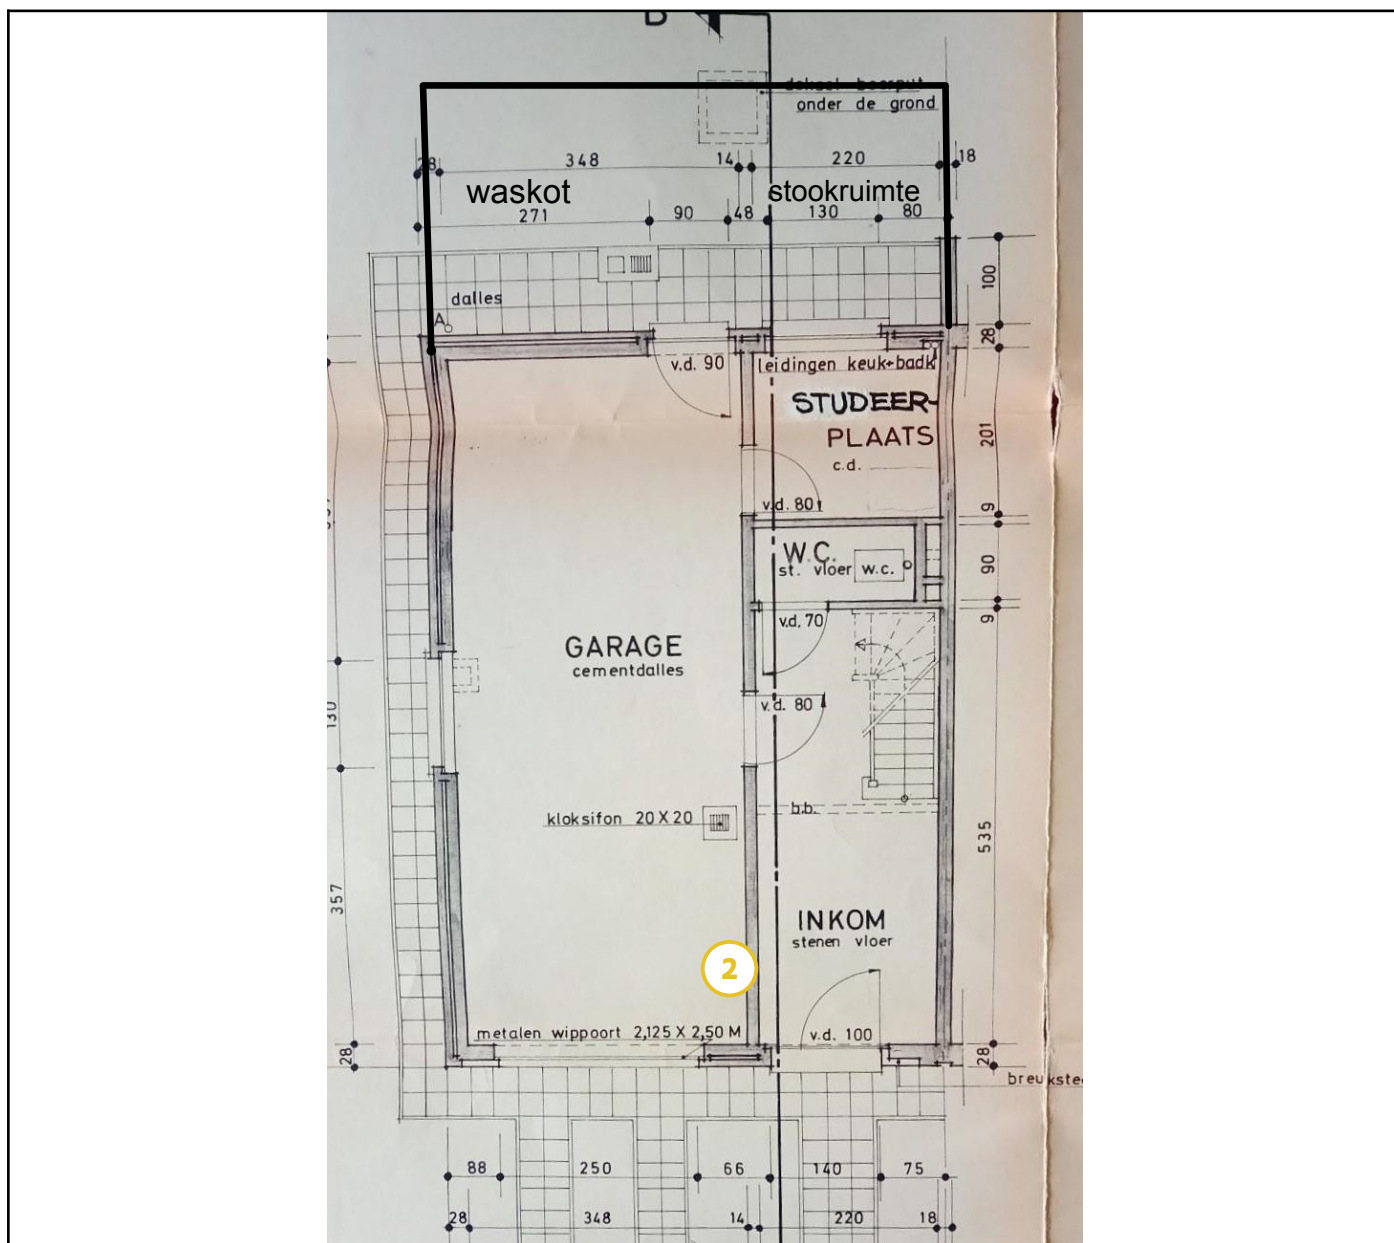 B
deksel beerput
onder de grond
28 348 14 220 18
waskot stookruimte
271 90 48 130 80
100
dalles
A
28
v.d. 90
leidingen keuk+badk
STUDEER-
PLAATS
c.d.
201
v.d. 80
9
W.C.
st. vloer w.c.
90
9
v.d. 70
GARAGE
cementdalles
v.d. 80
130
b.b.
kloksifon 20 X 20
535
357
INKOM
stenen vloer
2
metalen wippoort 2,125 X 2,50 M
v.d. 100
28
28
breukste
88 250 66 140 75
28 348 14 220 18